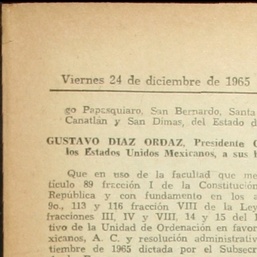 Viernes 24 de diciembre de 1965
go Papasquiaro, San Bernardo, Santa
Canatlán y San Dimas, del Estado d
GUSTAVO DIAZ ORDAZ, Presidente C
los Estados Unidos Mexicanos, a sus h
Que en uso de la facultad que me
tículo 89 fracción I de la Constitución
Repúb y con fundamento en los a
9o., 113 y 116 fracción VIII de la Ley
fracciones III, IV y VIII, 14 y 15 del
tivo de la Unidad de Ordenación en favor
xicanos, A. C. y resolución administrativ
tiembre de 1965 dictada por el Subsecr